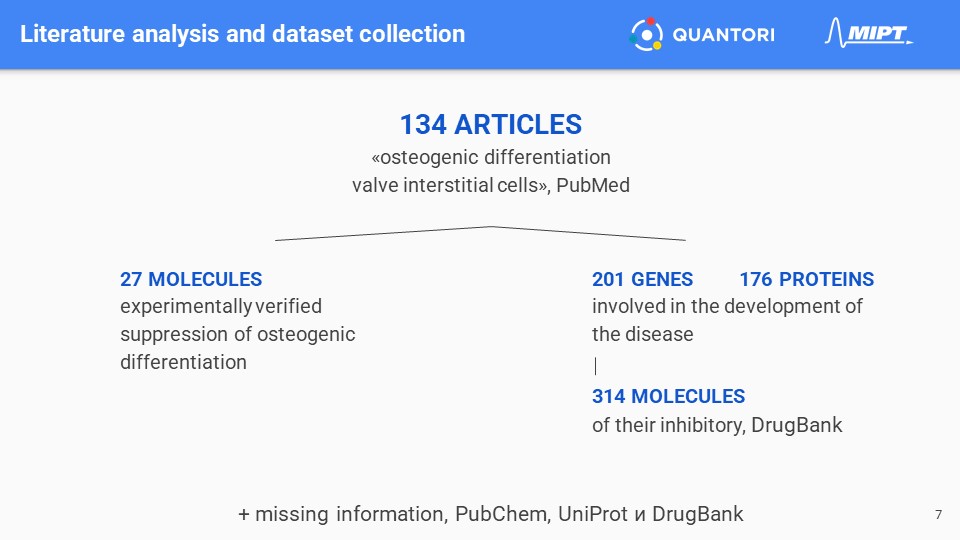 Literature analysis and dataset collection
QUANTORI
MIPT
134 ARTICLES
«osteogenic differentiation
valve interstitial cells», PubMed
27 MOLECULES
experimentally verified
suppression of osteogenic
differentiation
201 GENES 176 PROTEINS
involved in the development of
the disease
314 MOLECULES
of their inhibitory, DrugBank
+ missing information, PubChem, UniProt и DrugBank
7